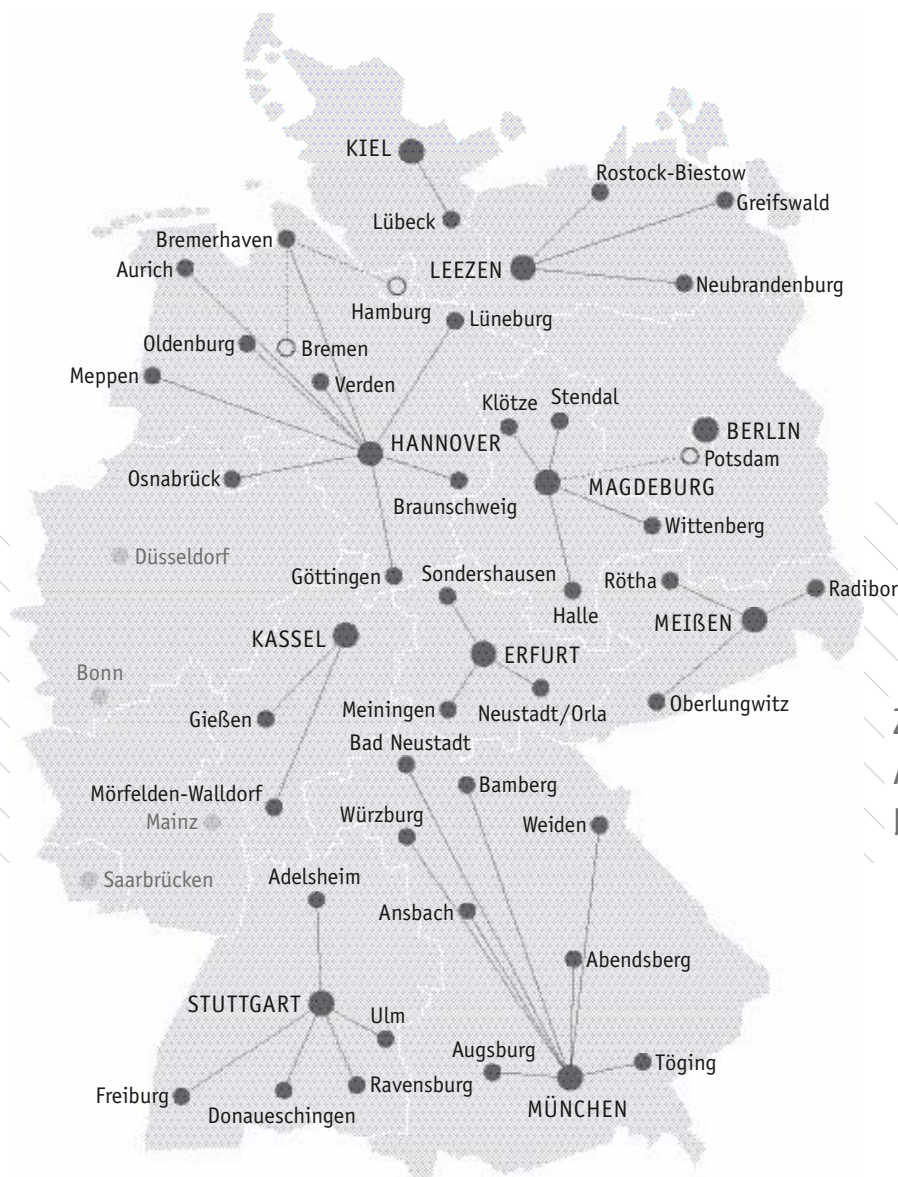 KIEL
Rostock-Biestow
Greifswald
Lübeck
Bremerhaven
Aurich
LEEZEN
Neubrandenburg
Hamburg
Lüneburg
Oldenburg
Bremen
Meppen
Verden
Klötze
Stendal
HANNOVER
BERLIN
Potsdam
Osnabrück
MAGDEBURG
Braunschweig
Wittenberg
Düsseldorf
Göttingen
Sondershausen
Rötha
Radibor
Halle
MEIßEN
KASSEL
ERFURT
Bonn
Gießen
Meiningen
Neustadt/Orla
Oberlungwitz
Bad Neustadt
Bamberg
Mörfelden-Walldorf
Mainz
Würzburg
Weiden
Saarbrücken
Adelsheim
Ansbach
Abendsberg
STUTTGART
Ulm
Augsburg
Töging
Freiburg
Ravensburg
Donaueschingen
MÜNCHEN